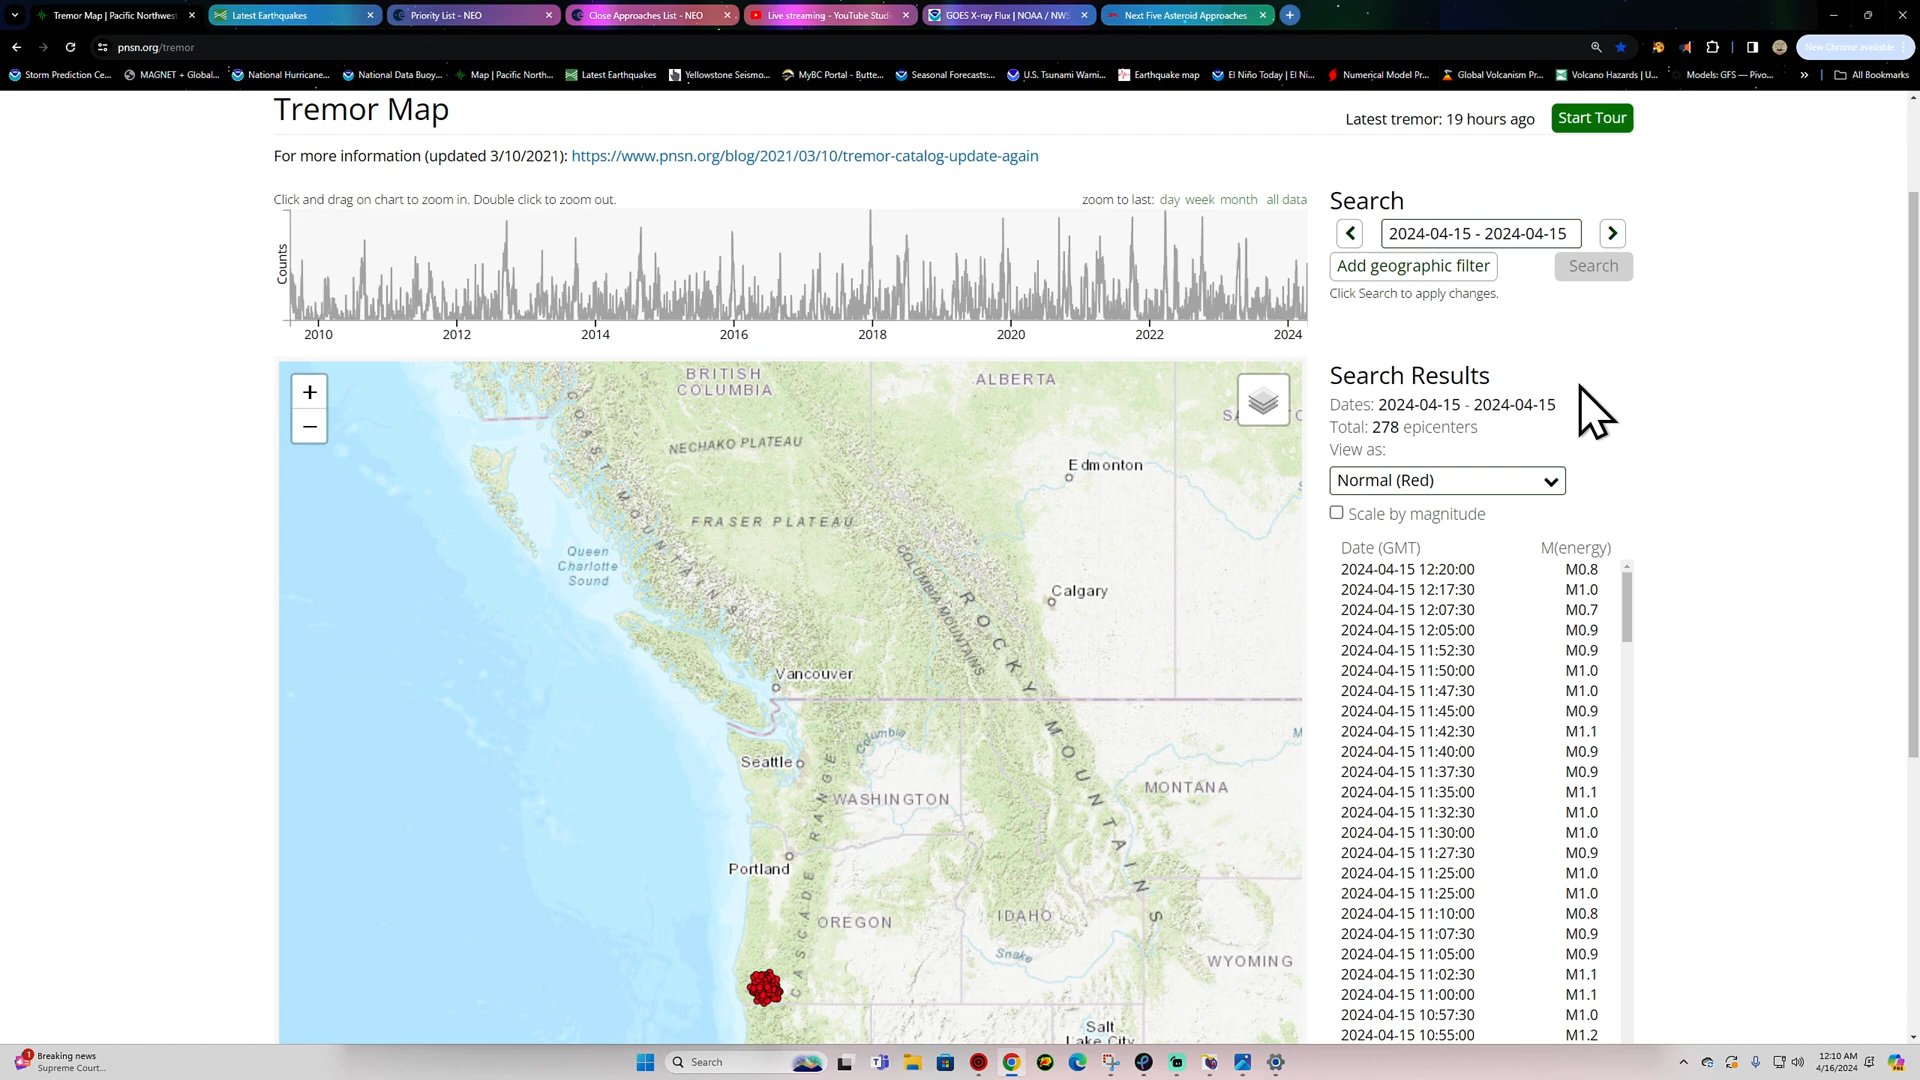 Tremor Map | Pacific Northwest
Latest Earthquakes
Priority List - NEO
Close Approaches List - NEO
Live streaming - YouTube Stud
GOES X-ray Flux | NOAA / NWS
Next Five Asteroid Approaches
pnsn.org/tremor
New Chrome available
Storm Prediction Ce...
MAGNET + Global...
National Hurricane...
National Data Buoy...
Map | Pacific North...
Latest Earthquakes
Yellowstone Seismo...
MyBC Portal - Butte...
Seasonal Forecasts:...
U.S. Tsunami Warni...
Earthquake map
El Niño Today | El Ni...
Numerical Model Pr...
Global Volcanism Pr...
Volcano Hazards | U...
Models: GFS — Pivo...
All Bookmarks
Tremor Map
Latest tremor: 19 hours ago
Start Tour
For more information (updated 3/10/2021): https://www.pnsn.org/blog/2021/03/10/tremor-catalog-update-again
Click and drag on chart to zoom in. Double click to zoom out.
zoom to last: day week month all data
Counts
2010 2012 2014 2016 2018 2020 2022 2024
Search
2024-04-15 - 2024-04-15
Add geographic filter
Search
Click Search to apply changes.
+
−
BRITISH
COLUMBIA
ALBERTA
COAST MOUNTAINS
NECHAKO PLATEAU
Edmonton
FRASER PLATEAU
Queen
Charlotte
Sound
COLUMBIA MOUNTAINS
ROCKY MOUNTAINS
Calgary
Vancouver
Columbia
Seattle
WASHINGTON
MONTANA
CASCADE RANGE
Portland
OREGON
IDAHO
Snake
WYOMING
Salt
Lake City
Search Results
Dates: 2024-04-15 - 2024-04-15
Total: 278 epicenters
View as:
Normal (Red)
Scale by magnitude
Date (GMT) M(energy)
2024-04-15 12:20:00 M0.8
2024-04-15 12:17:30 M1.0
2024-04-15 12:07:30 M0.7
2024-04-15 12:05:00 M0.9
2024-04-15 11:52:30 M0.9
2024-04-15 11:50:00 M1.0
2024-04-15 11:47:30 M1.0
2024-04-15 11:45:00 M0.9
2024-04-15 11:42:30 M1.1
2024-04-15 11:40:00 M0.9
2024-04-15 11:37:30 M0.9
2024-04-15 11:35:00 M1.1
2024-04-15 11:32:30 M1.0
2024-04-15 11:30:00 M1.0
2024-04-15 11:27:30 M0.9
2024-04-15 11:25:00 M1.0
2024-04-15 11:25:00 M1.0
2024-04-15 11:10:00 M0.8
2024-04-15 11:07:30 M0.9
2024-04-15 11:05:00 M0.9
2024-04-15 11:02:30 M1.1
2024-04-15 11:00:00 M1.1
2024-04-15 10:57:30 M1.0
2024-04-15 10:55:00 M1.2
1
Breaking news
Supreme Court...
Search
12:10 AM
4/16/2024